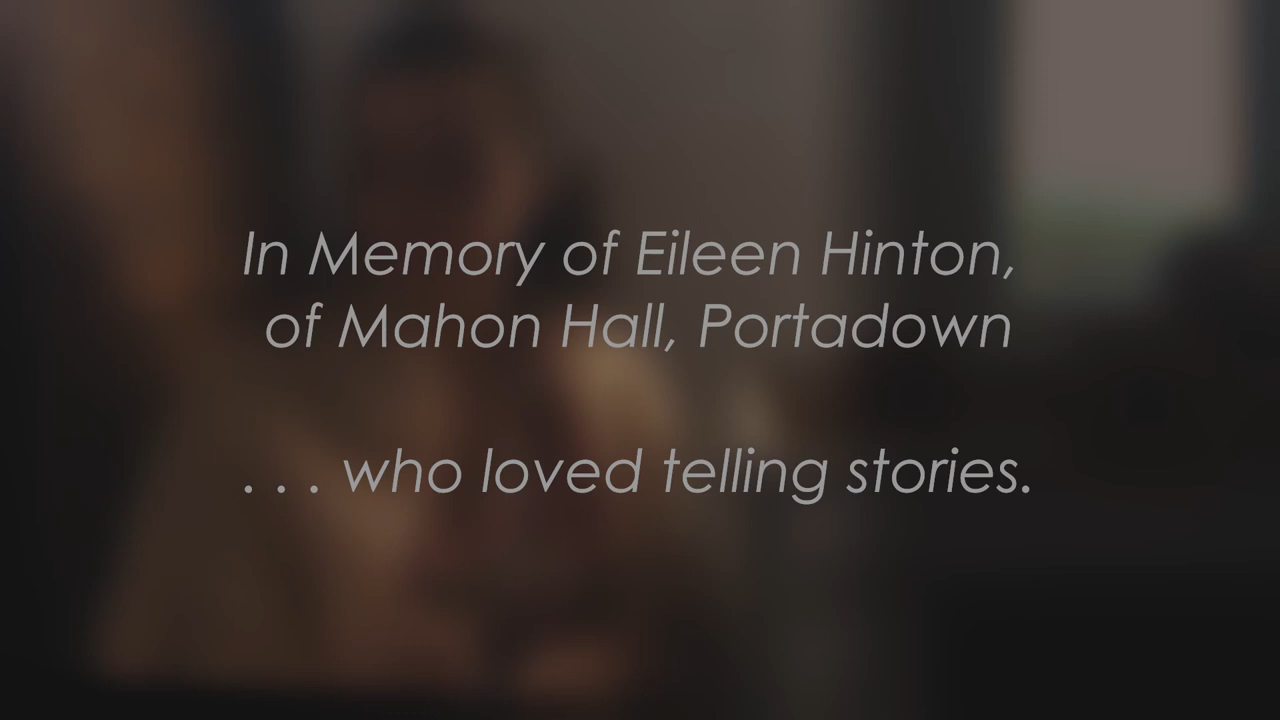 In Memory of Eileen Hinton,
of Mahon Hall, Portadown
. . . who loved telling stories.